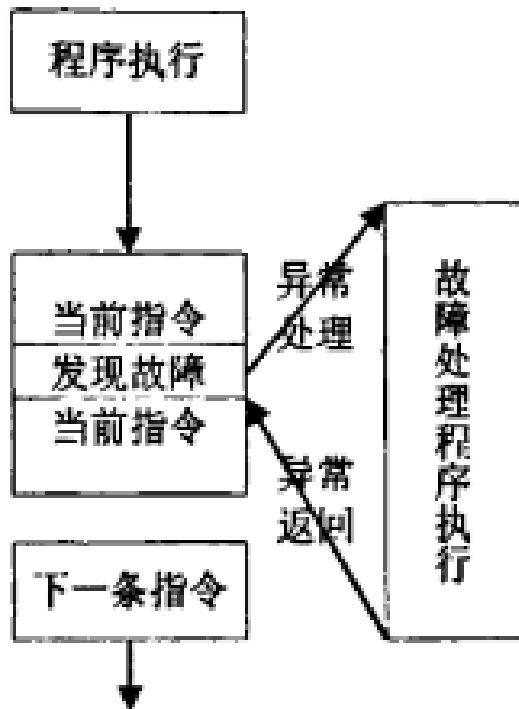 程序执行
当前指令
发现故障
当前指令
下一条指令
异常
处理
异常
返回
故障处理程序执行